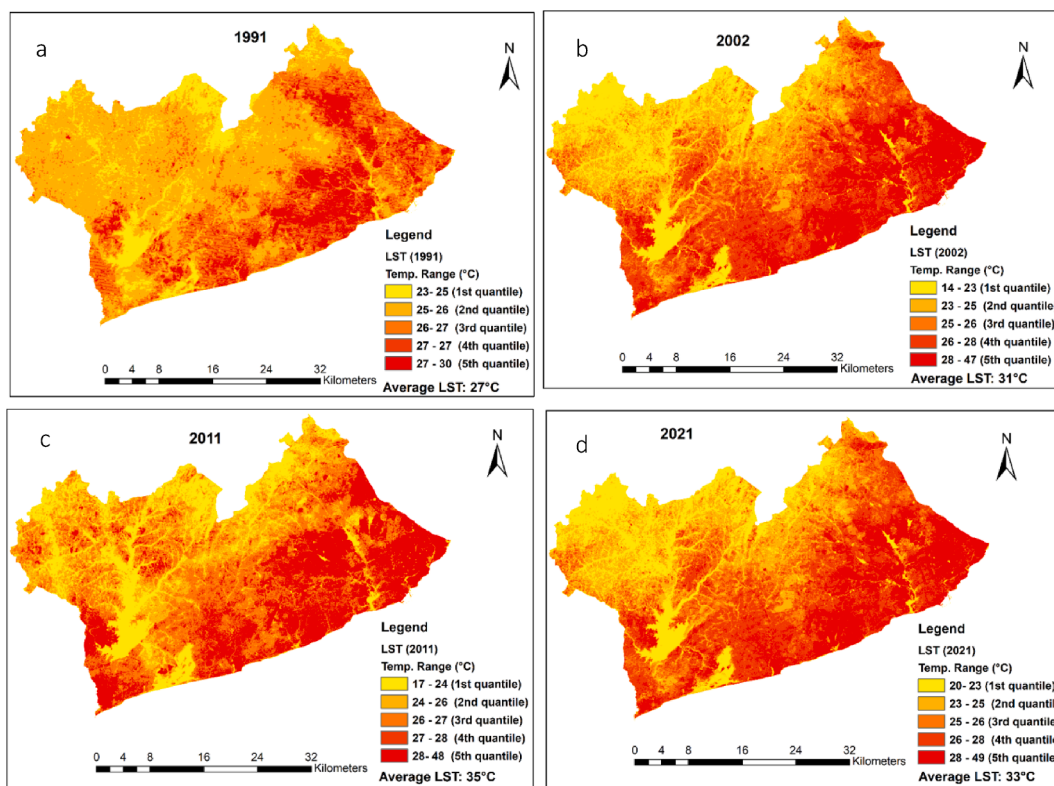 a
1991
N
Legend
LST (1991)
Temp. Range (°C)
23- 25 (1st quantile)
25- 26 (2nd quantile)
26- 27 (3rd quantile)
27 - 27 (4th quantile)
27 - 30 (5th quantile)
0 4 8 16 24 32
Kilometers
Average LST: 27°C
b
2002
N
Legend
LST (2002)
Temp. Range (°C)
14 - 23 (1st quantile)
23 - 25 (2nd quantile)
25 - 26 (3rd quantile)
26 - 28 (4th quantile)
28 - 47 (5th quantile)
0 4 8 16 24 32
Kilometers
Average LST: 31°C
c
2011
N
Legend
LST (2011)
Temp. Range (°C)
17 - 24 (1st quantile)
24 - 26 (2nd quantile)
26 - 27 (3rd quantile)
27 - 28 (4th quantile)
28- 48 (5th quantile)
0 4 8 16 24 32
Kilometers
Average LST: 35°C
d
2021
N
Legend
LST (2021)
Temp. Range (°C)
20- 23 (1st quantile)
23 - 25 (2nd quantile)
25 - 26 (3rd quantile)
26 - 28 (4th quantile)
28 - 49 (5th quantile)
0 4 8 16 24 32
Kilometers
Average LST: 33°C